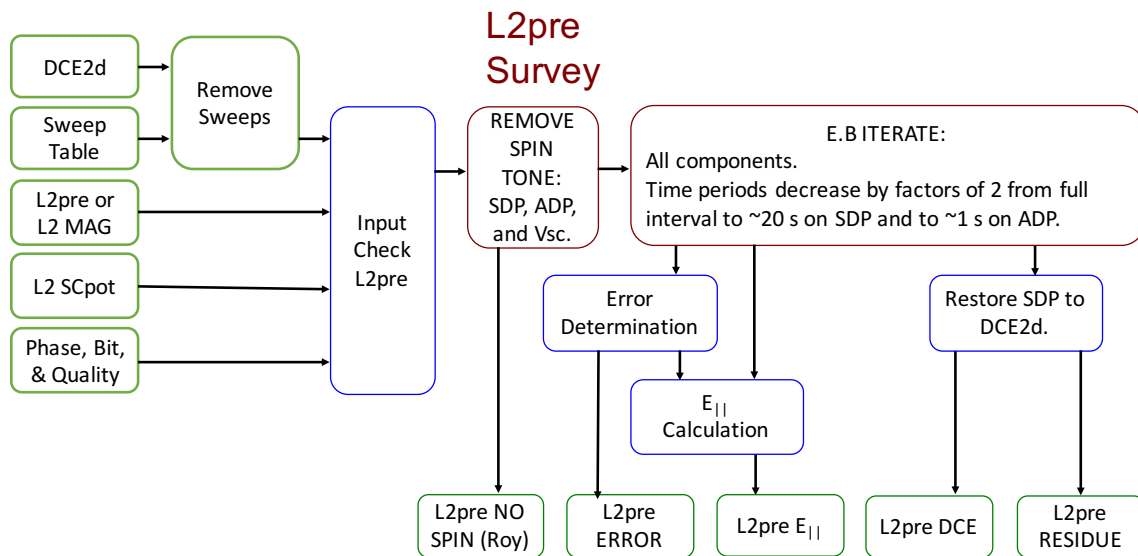 L2pre
Survey
DCE2d
Sweep
Table
Remove
Sweeps
L2pre or
L2 MAG
L2 SCpot
Phase, Bit,
& Quality
Input
Check
L2pre
REMOVE
SPIN
TONE:
SDP, ADP,
and Vsc.
E.B ITERATE:
All components.
Time periods decrease by factors of 2 from full
interval to ~20 s on SDP and to ~1 s on ADP.
Error
Determination
Restore SDP to
DCE2d.
E||
Calculation
L2pre NO
SPIN (Roy)
L2pre
ERROR
L2pre E||
L2pre DCE
L2pre
RESIDUE